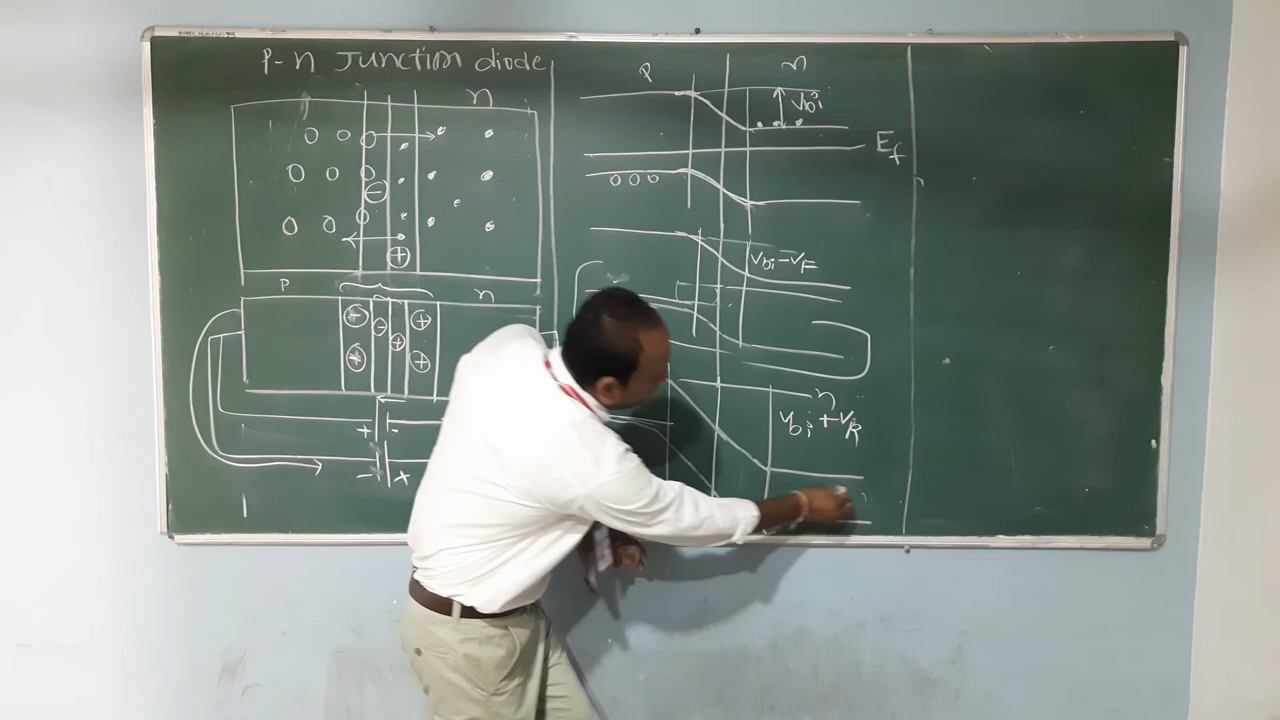 P-n Junction diode
n
P
n
+ -
- +
P n
Vbi
Ef
Vbi-VF
n
Vbi+VR